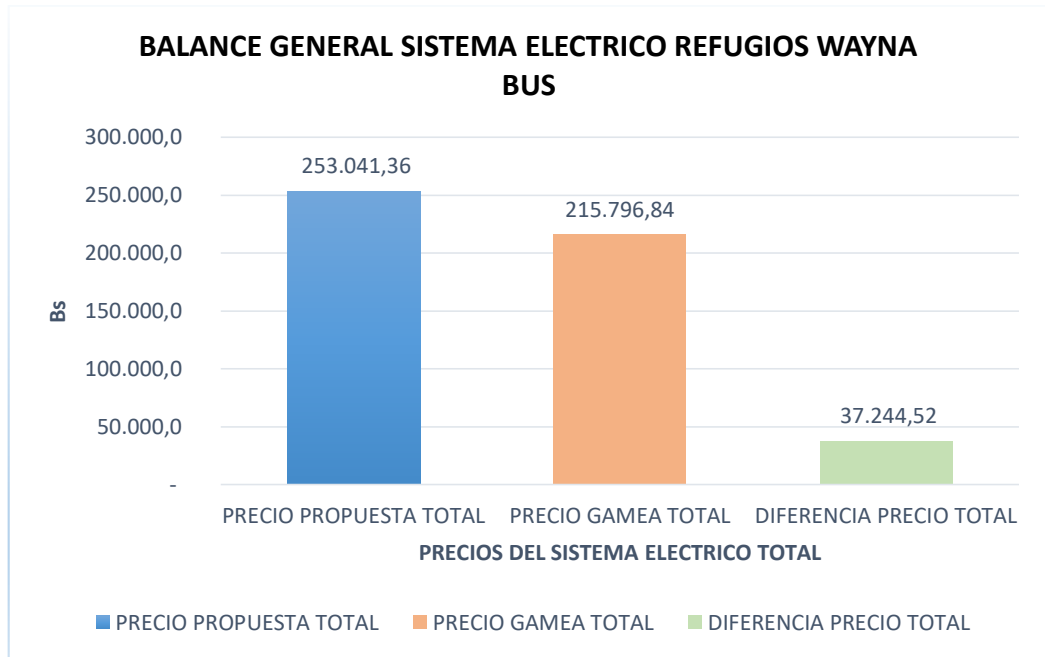 BALANCE GENERAL SISTEMA ELECTRICO REFUGIOS WAYNA
BUS
300.000,0
250.000,0
200.000,0
150.000,0
100.000,0
50.000,0
-
Bs
253.041,36
215.796,84
37.244,52
PRECIO PROPUESTA TOTAL PRECIO GAMEA TOTAL DIFERENCIA PRECIO TOTAL
PRECIOS DEL SISTEMA ELECTRICO TOTAL
PRECIO PROPUESTA TOTAL PRECIO GAMEA TOTAL DIFERENCIA PRECIO TOTAL